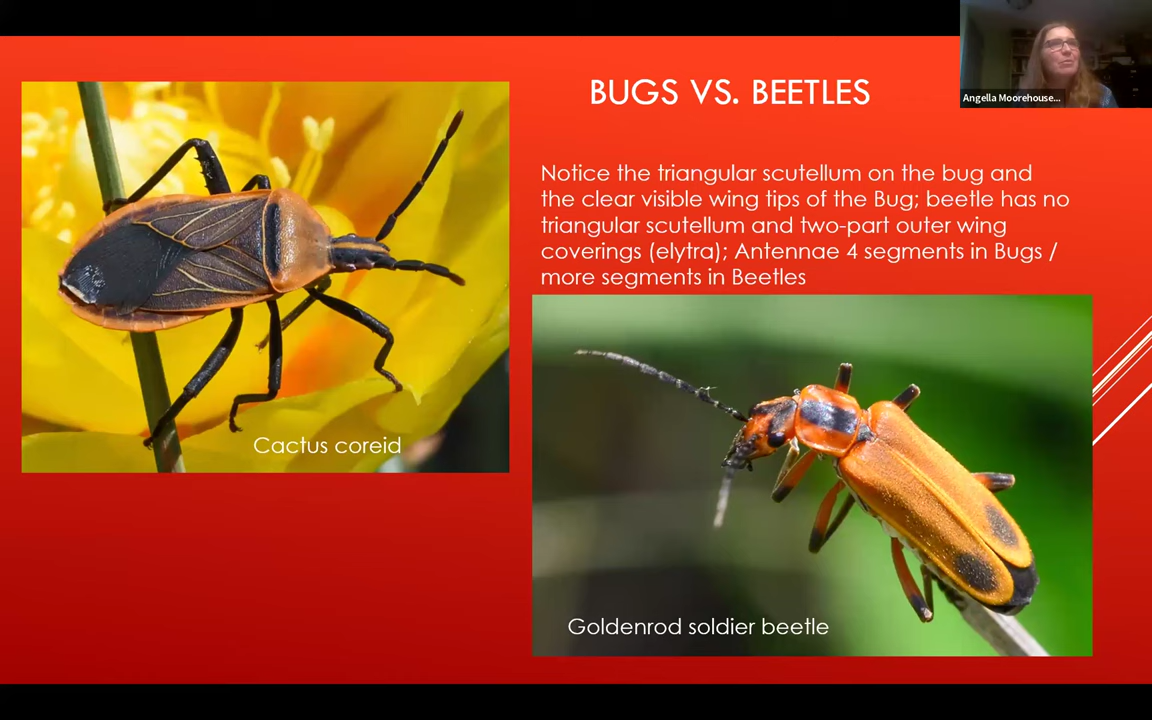 BUGS VS. BEETLES
Angella Moorehouse...
Notice the triangular scutellum on the bug and
the clear visible wing tips of the Bug; beetle has no
triangular scutellum and two-part outer wing
coverings (elytra); Antennae 4 segments in Bugs /
more segments in Beetles
Cactus coreid
Goldenrod soldier beetle